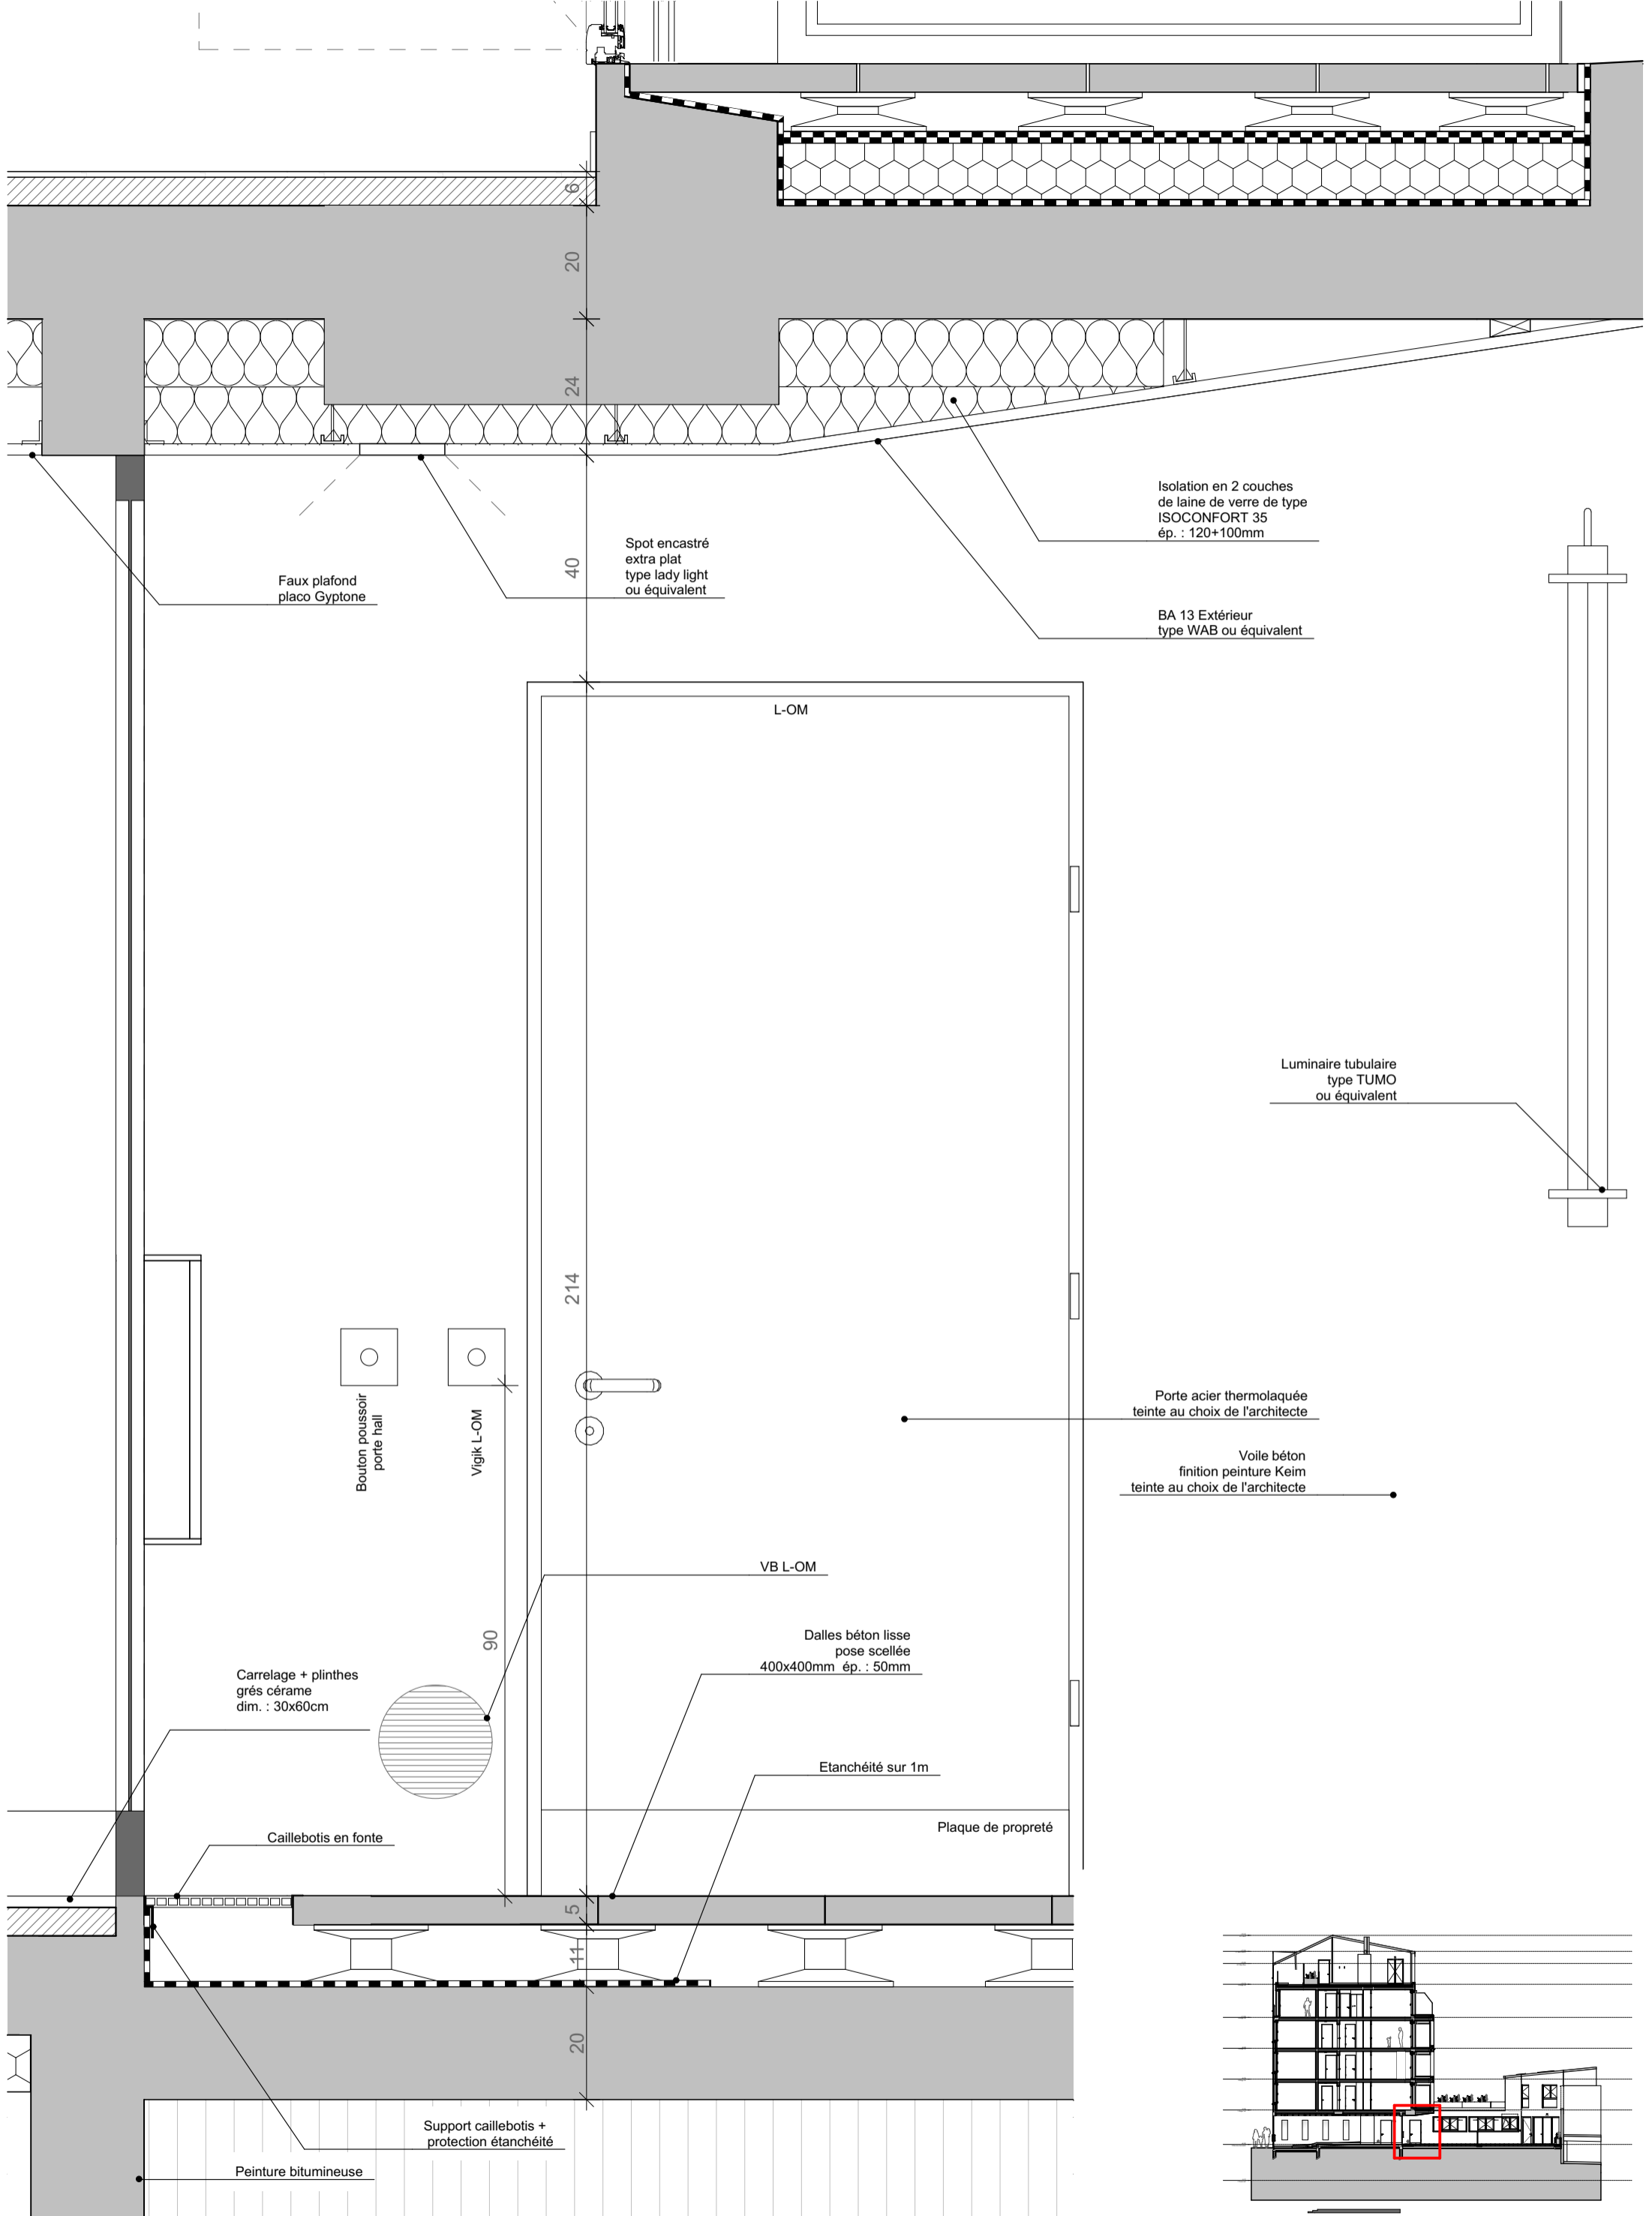 6
20
24
Isolation en 2 couches
de laine de verre de type
ISOCONFORT 35
ép. : 120+100mm
Spot encastré
extra plat
type lady light
ou équivalent
40
Faux plafond
placo Gyptone
BA 13 Extérieur
type WAB ou équivalent
L-OM
Luminaire tubulaire
type TUMO
ou équivalent
214
Bouton poussoir
porte hall
Vigik L-OM
Porte acier thermolaquée
teinte au choix de l'architecte
Voile béton
finition peinture Keim
teinte au choix de l'architecte
VB L-OM
90
Dalles béton lisse
pose scellée
400x400mm ép. : 50mm
Carrelage + plinthes
grés cérame
dim. : 30x60cm
Etanchéité sur 1m
Plaque de propreté
Caillebotis en fonte
5
11
20
Support caillebotis +
protection étanchéité
Peinture bitumineuse